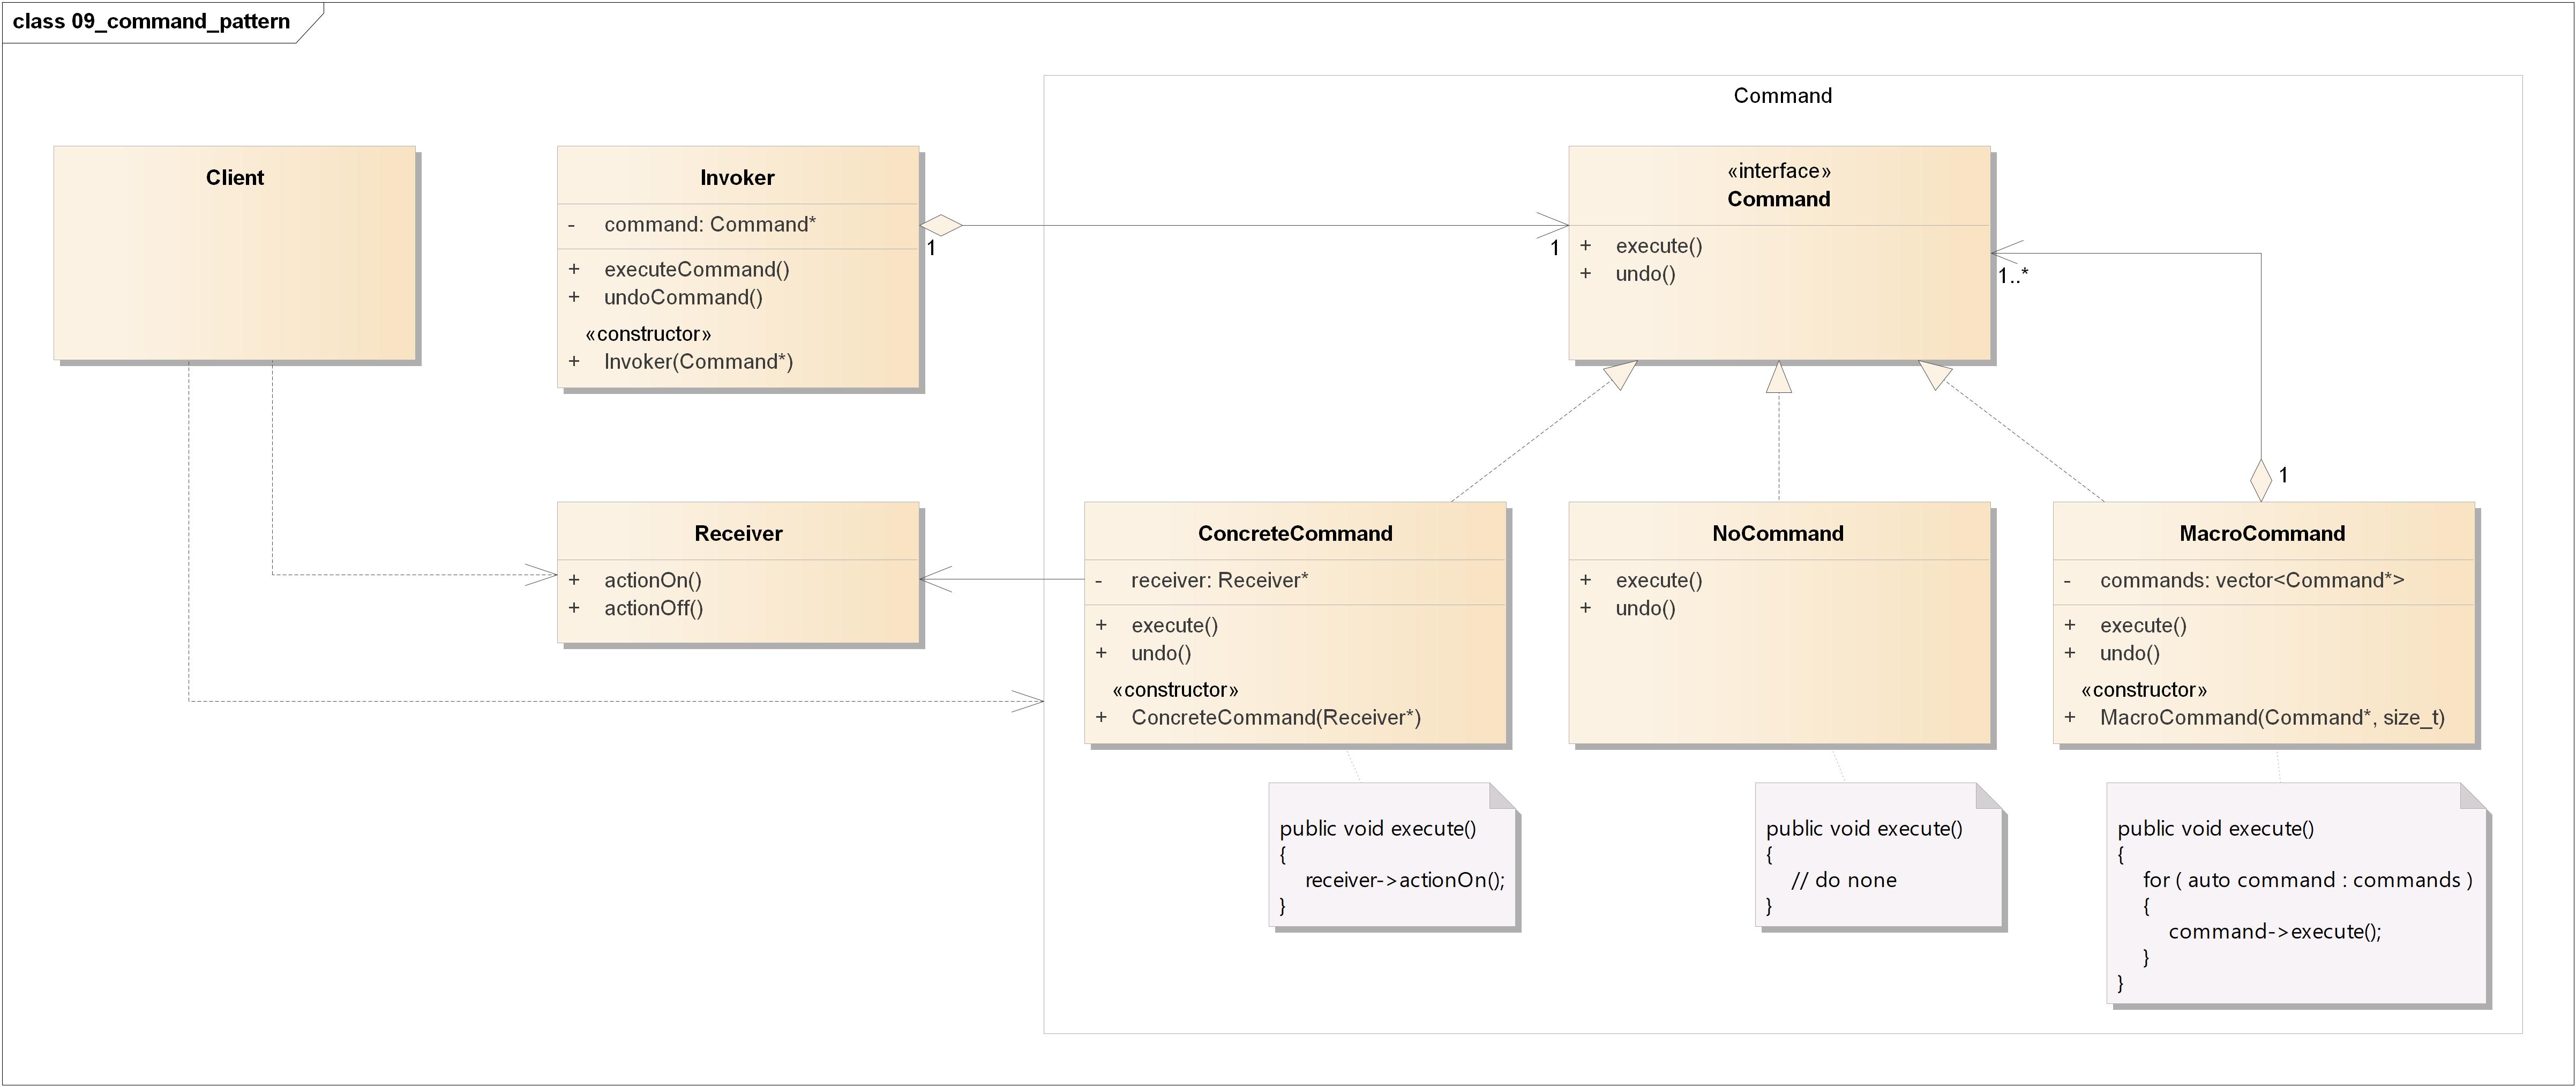 class 09_command_pattern
Command
Client
Invoker
- command: Command*
+ executeCommand()
+ undoCommand()
«constructor»
+ Invoker(Command*)
1
1
«interface»
Command
+ execute()
+ undo()
1..*
1
Receiver
+ actionOn()
+ actionOff()
ConcreteCommand
- receiver: Receiver*
+ execute()
+ undo()
«constructor»
+ ConcreteCommand(Receiver*)
NoCommand
+ execute()
+ undo()
MacroCommand
- commands: vector<Command*>
+ execute()
+ undo()
«constructor»
+ MacroCommand(Command*, size_t)
public void execute()
{
receiver->actionOn();
}
public void execute()
{
// do none
}
public void execute()
{
for ( auto command : commands )
{
command->execute();
}
}